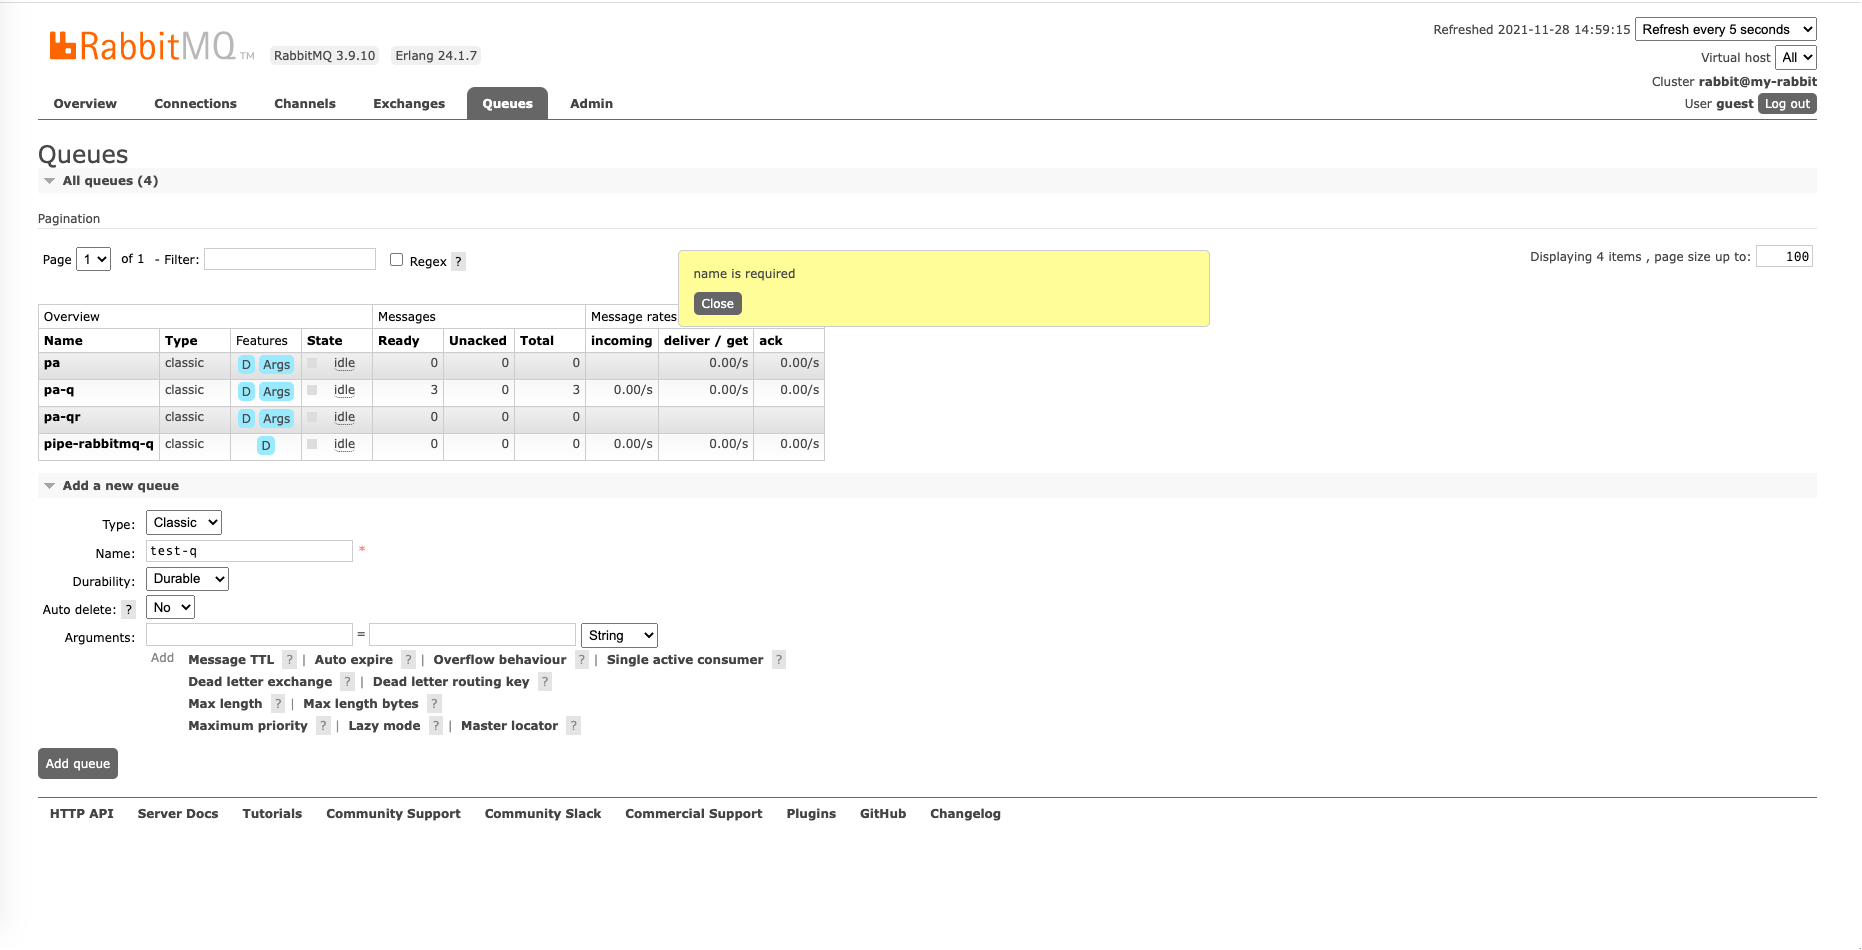 RabbitMQ TM RabbitMQ 3.9.10 Erlang 24.1.7
Refreshed 2021-11-28 14:59:15 Refresh every 5 seconds
Virtual host All
Cluster rabbit@my-rabbit
User guest Log out
Overview Connections Channels Exchanges Queues Admin
Queues
All queues (4)
Pagination
Page 1 of 1 - Filter: Regex ?
Displaying 4 items , page size up to: 100
name is required
Close
Overview Messages Message rates
Name Type Features State Ready Unacked Total incoming deliver / get ack
pa classic D Args idle 0 0 0 0.00/s 0.00/s
pa-q classic D Args idle 3 0 3 0.00/s 0.00/s 0.00/s
pa-qr classic D Args idle 0 0 0
pipe-rabbitmq-q classic D idle 0 0 0 0.00/s 0.00/s 0.00/s
Add a new queue
Type: Classic
Name: test-q *
Durability: Durable
Auto delete: ? No
Arguments: = String
Add Message TTL ? | Auto expire ? | Overflow behaviour ? | Single active consumer ?
Dead letter exchange ? | Dead letter routing key ?
Max length ? | Max length bytes ?
Maximum priority ? | Lazy mode ? | Master locator ?
Add queue
HTTP API Server Docs Tutorials Community Support Community Slack Commercial Support Plugins GitHub Changelog